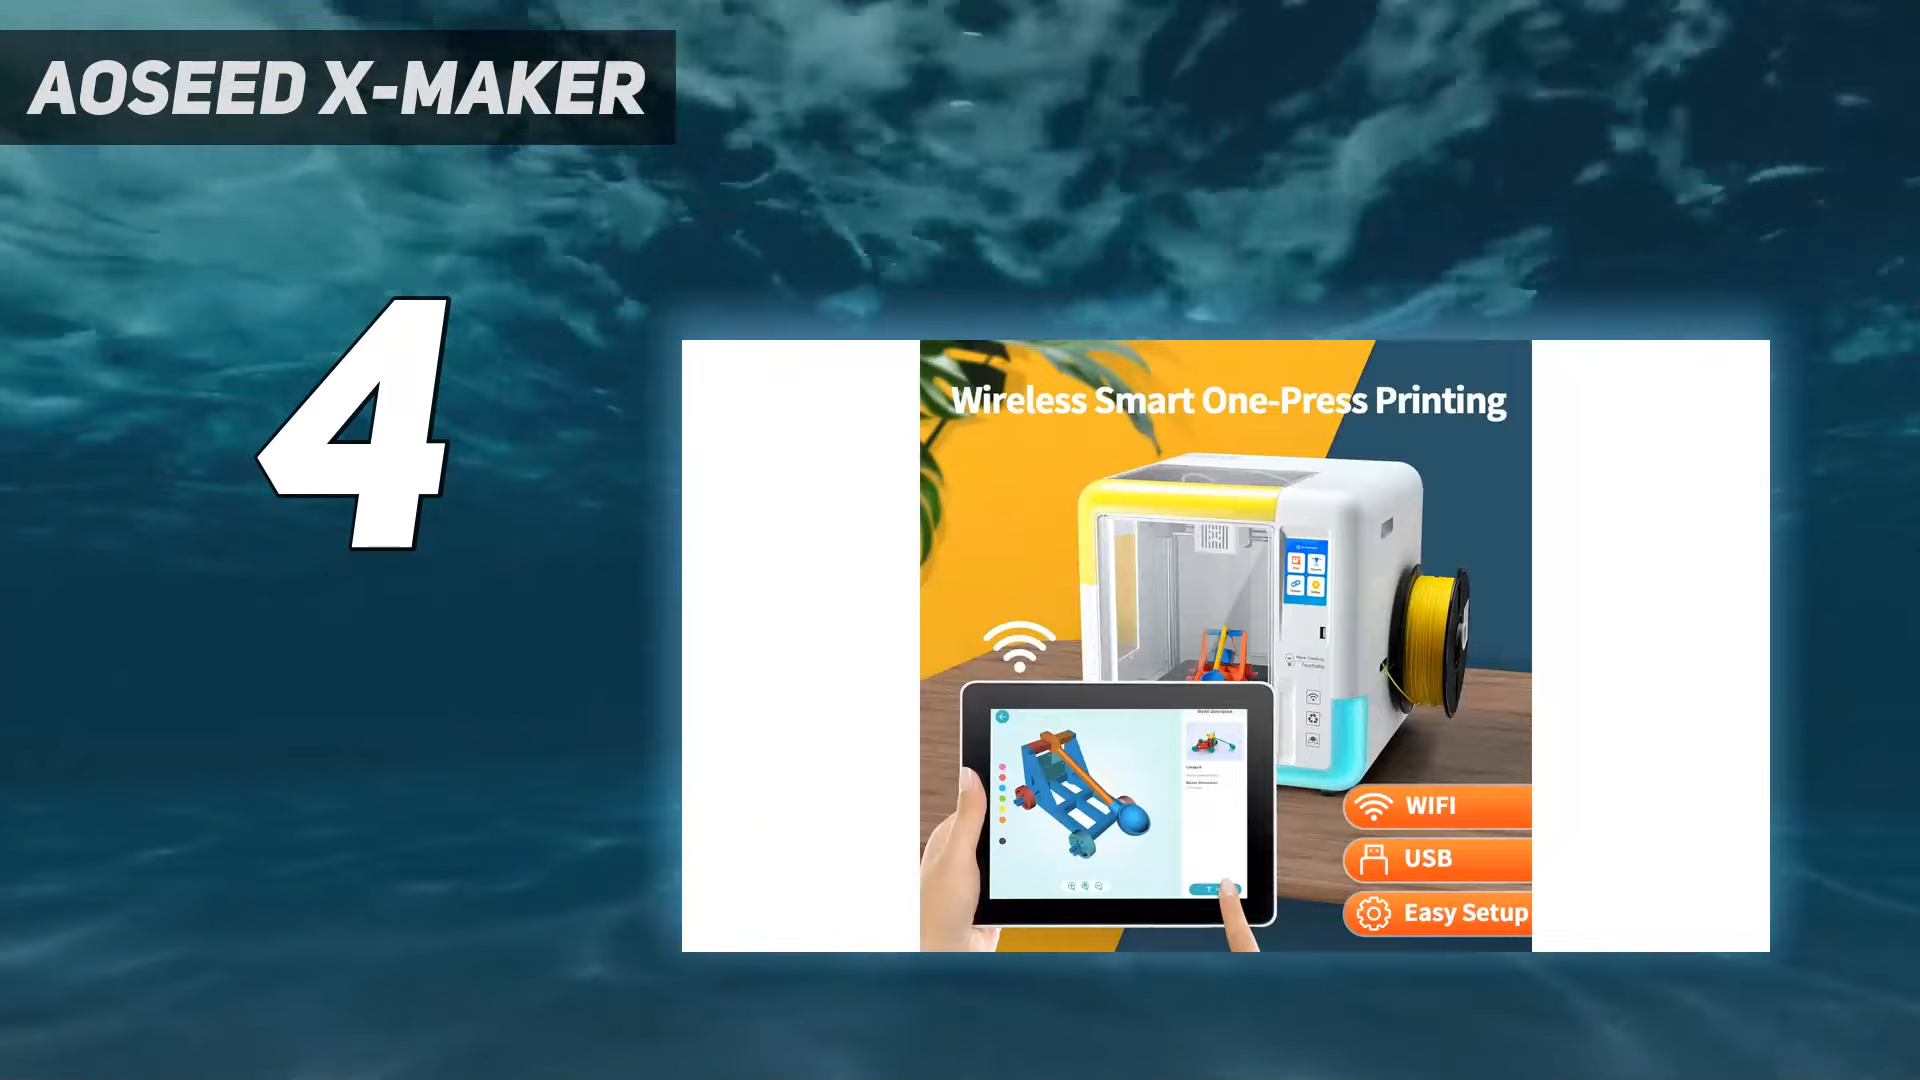 AOSEED X-MAKER
4
Wireless Smart One-Press Printing
WIFI
USB
Easy Setup